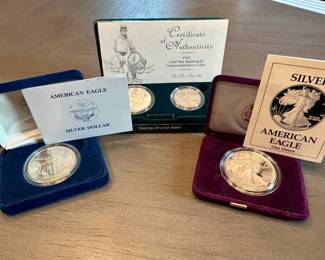 Certificate
of
Authenticity
1995
Civil War Battlefield
Commemorative Coins
UNITED STATES MINT
AMERICAN EAGLE
SILVER DOLLAR
SILVER
AMERICAN
EAGLE
One Ounce